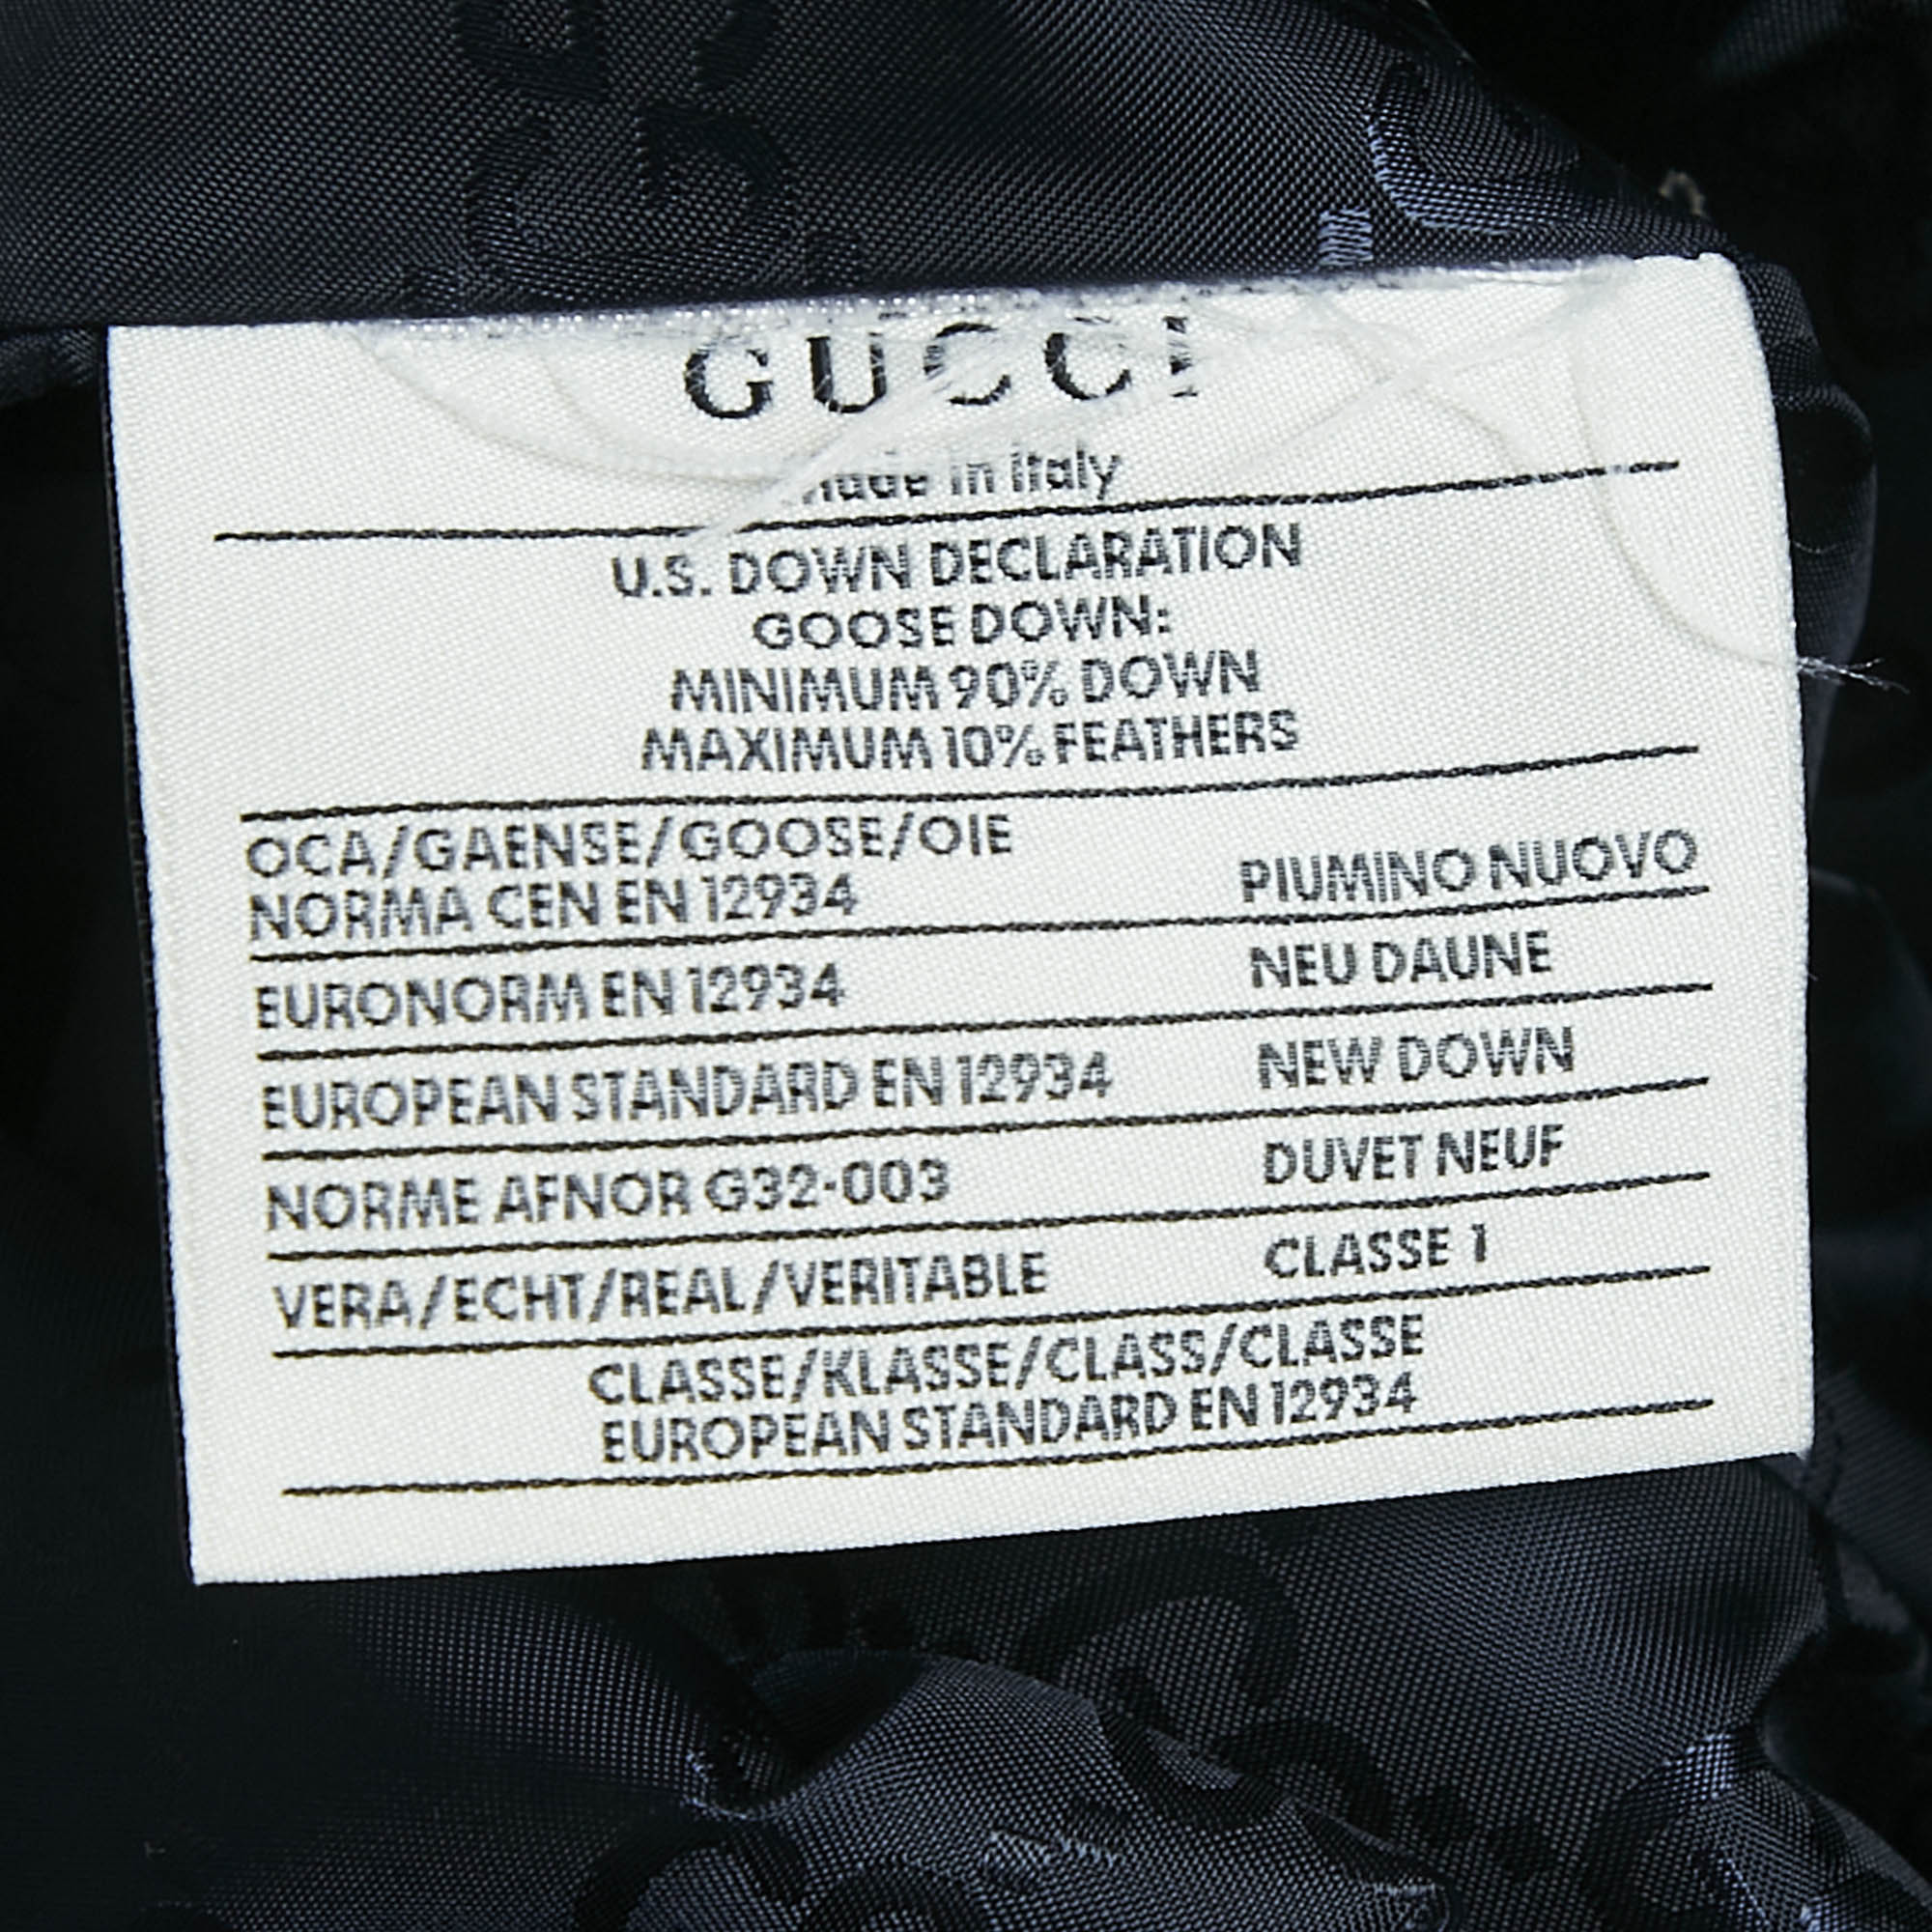 GUCCI
made in italy
U.S. DOWN DECLARATION
GOOSE DOWN:
MINIMUM 90% DOWN
MAXIMUM 10% FEATHERS
OCA/GAENSE/GOOSE/OIE
NORMA CEN EN 12934 PIUMINO NUOVO
EURONORM EN 12934 NEU DAUNE
EUROPEAN STANDARD EN 12934 NEW DOWN
NORME AFNOR G32-003 DUVET NEUF
VERA/ECHT/REAL/VERITABLE CLASSE 1
CLASSE/KLASSE/CLASS/CLASSE
EUROPEAN STANDARD EN 12934